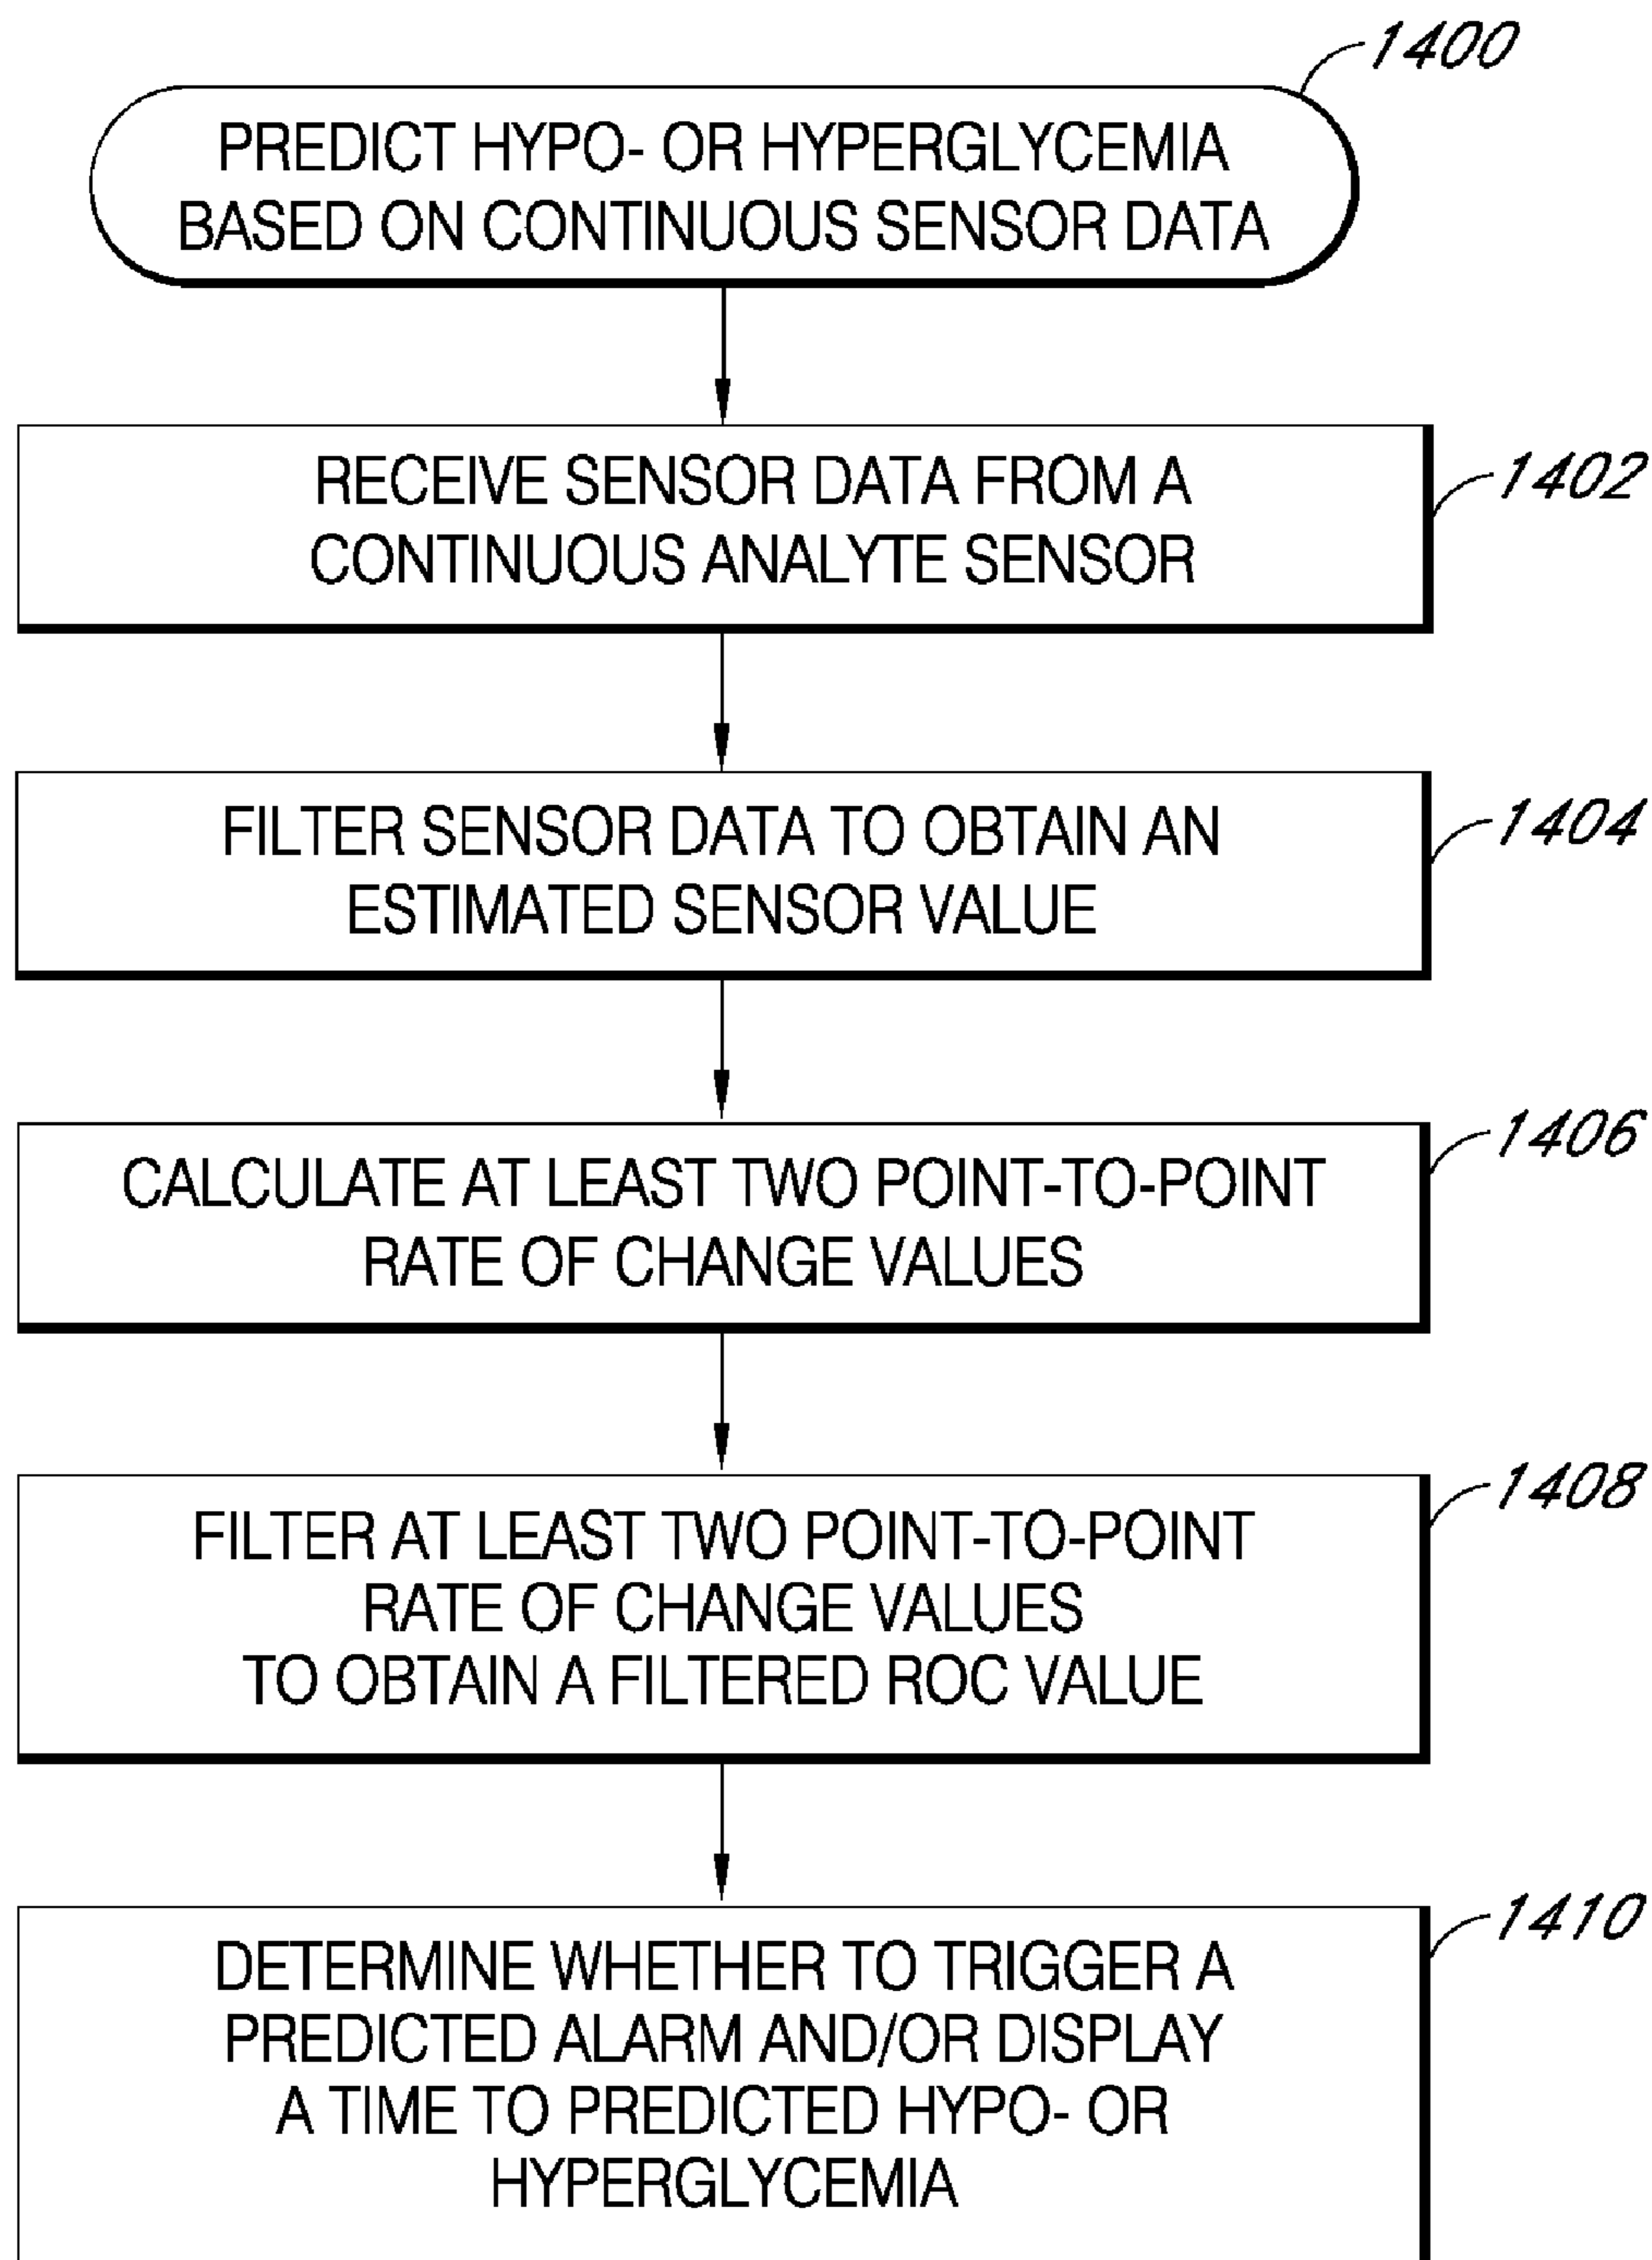 1400
PREDICT HYPO- OR HYPERGLYCEMIA
BASED ON CONTINUOUS SENSOR DATA
RECEIVE SENSOR DATA FROM A
CONTINUOUS ANALYTE SENSOR
1402
FILTER SENSOR DATA TO OBTAIN AN
ESTIMATED SENSOR VALUE
1404
CALCULATE AT LEAST TWO POINT-TO-POINT
RATE OF CHANGE VALUES
1406
FILTER AT LEAST TWO POINT-TO-POINT
RATE OF CHANGE VALUES
TO OBTAIN A FILTERED ROC VALUE
1408
DETERMINE WHETHER TO TRIGGER A
PREDICTED ALARM AND/OR DISPLAY
A TIME TO PREDICTED HYPO- OR
HYPERGLYCEMIA
1410